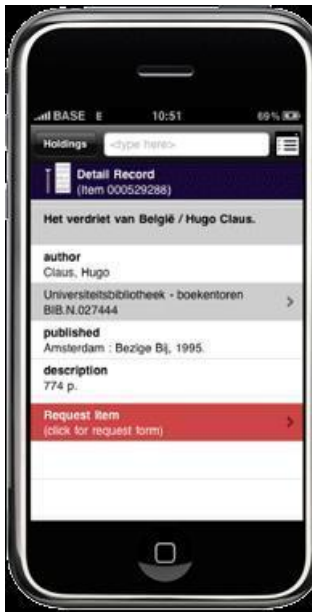 BASE E 10:51 69%
Holdings <type here>
Detail Record
(Item 000529288)
Het verdriet van België / Hugo Claus.
author
Claus, Hugo
Universiteitsbibliotheek - boekentoren
BIB.N.027444
published
Amsterdam : Bezige Bij, 1995.
description
774 p.
Request Item
(click for request form)